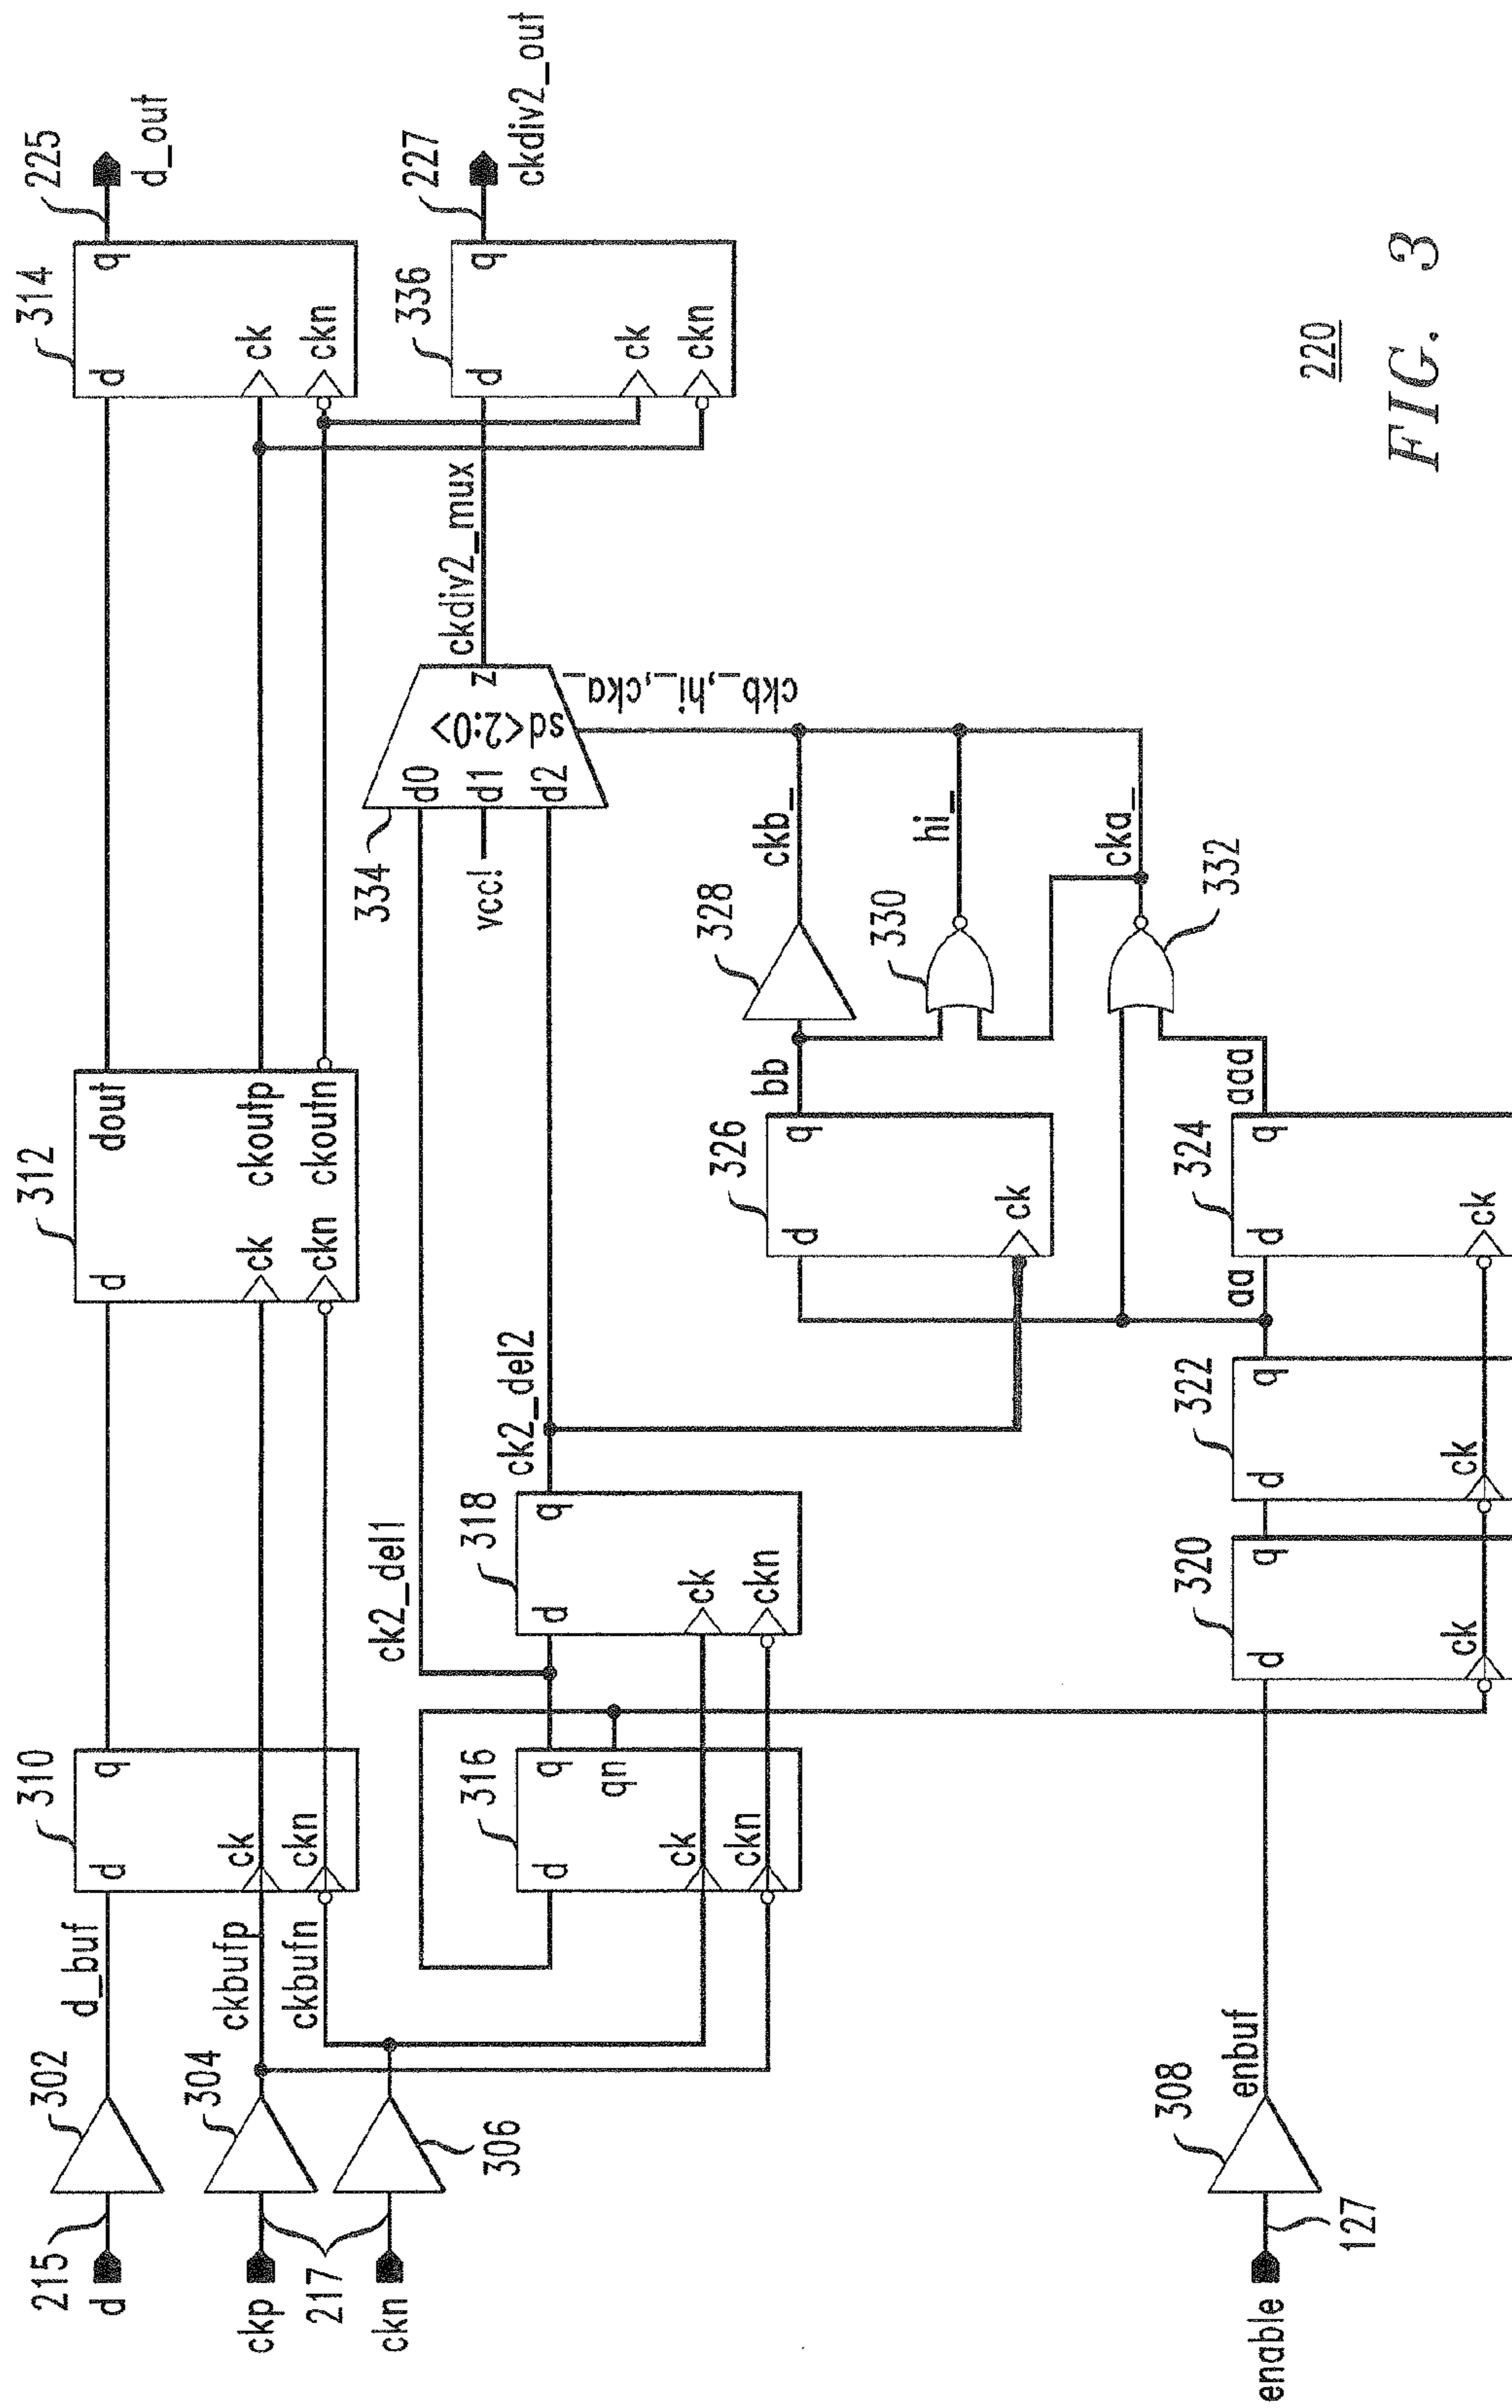 215
d
302
d_buf
310
d
q
ck
ckn
312
d
dout
ck
ckoutp
ckn
ckoutn
314
d
q
ck
ckn
225
d_out
ckp
217
ckn
304
306
ckbufp
ckbufn
316
d
q
qn
ck
ckn
ck2_del1
318
d
q
ck
ckn
ck2_del2
334
d0
d1
d2
vcc!
sd<2:0>
z
ckdiv2_mux
ckb_,hi_,cka_
336
d
q
ck
ckn
227
ckdiv2_out
326
d
q
ck
bb
328
ckb_
330
hi_
332
cka_
enable
127
308
enbuf
320
d
q
ck
322
d
q
ck
aa
324
d
q
ck
aaa
220
FIG. 3